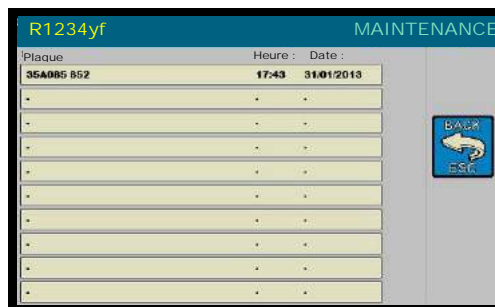 R1234yf MAINTENANCE
Plaque Heure : Date :
35A085 852 17:43 31/01/2013
- - -
- - -
- - -
- - -
- - -
- - -
- - -
- - -
- - -
BACK
ESC